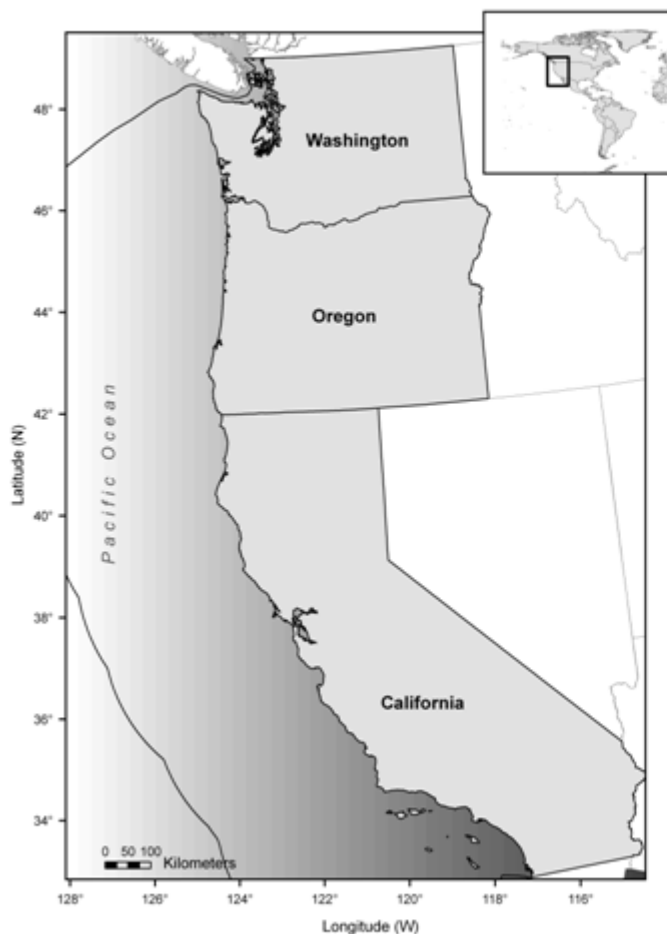 48°
46°
44°
42°
40°
38°
36°
34°
Latitude (N)
Washington
Oregon
California
Pacific Ocean
0 50 100
Kilometers
128° 126° 124° 122° 120° 118° 116°
Longitude (W)